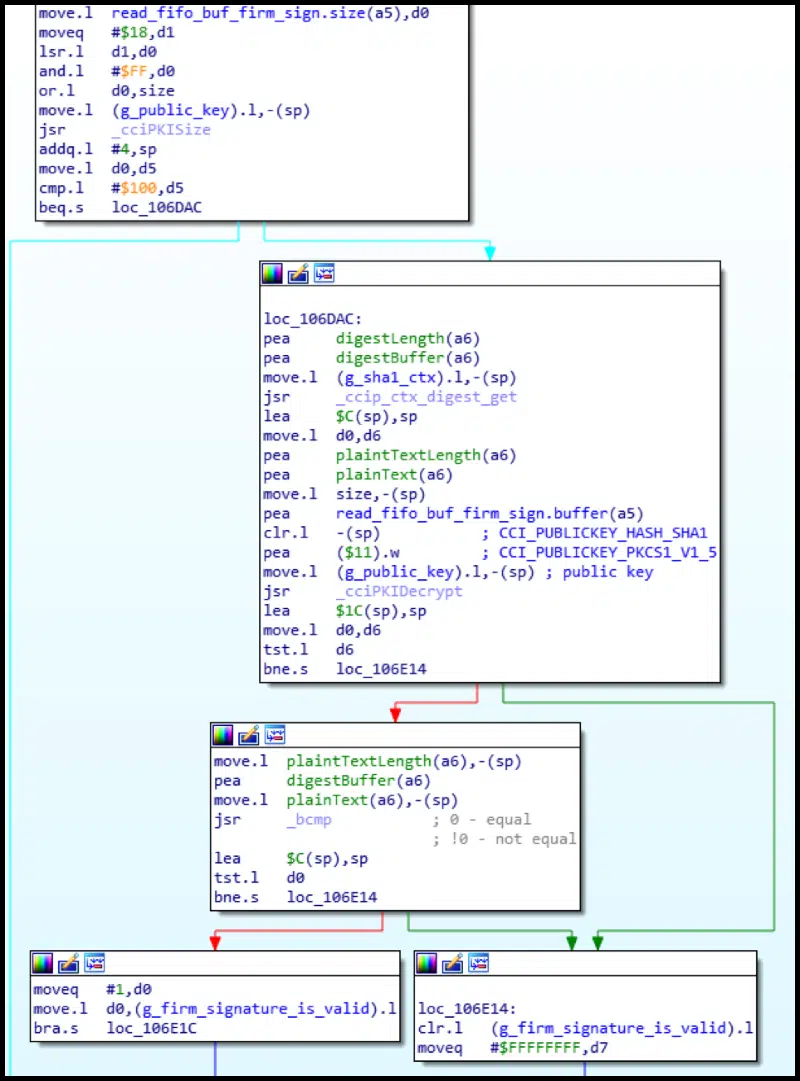 move.l read_fifo_buf_firm_sign.size(a5),d0
moveq #$18,d1
lsr.l d1,d0
and.l #$FF,d0
or.l d0,size
move.l (g_public_key).l,-(sp)
jsr _cciPKISize
addq.l #4,sp
move.l d0,d5
cmp.l #$100,d5
beq.s loc_106DAC
loc_106DAC:
pea digestLength(a6)
pea digestBuffer(a6)
move.l (g_sha1_ctx).l,-(sp)
jsr _ccip_ctx_digest_get
lea $C(sp),sp
move.l d0,d6
pea plaintTextLength(a6)
pea plainText(a6)
move.l size,-(sp)
pea read_fifo_buf_firm_sign.buffer(a5)
clr.l -(sp) ; CCI_PUBLICKEY_HASH_SHA1
pea ($11).w ; CCI_PUBLICKEY_PKCS1_V1_5
move.l (g_public_key).l,-(sp) ; public key
jsr _cciPKIDecrypt
lea $1C(sp),sp
move.l d0,d6
tst.l d6
bne.s loc_106E14
move.l plaintTextLength(a6),-(sp)
pea digestBuffer(a6)
move.l plainText(a6),-(sp)
jsr _bcmp ; 0 - equal
; !0 - not equal
lea $C(sp),sp
tst.l d0
bne.s loc_106E14
moveq #1,d0
move.l d0,(g_firm_signature_is_valid).l
bra.s loc_106E1C
loc_106E14:
clr.l (g_firm_signature_is_valid).l
moveq #$FFFFFFFF,d7